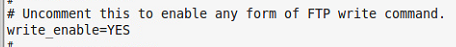 #
# Uncomment this to enable any form of FTP write command.
write_enable=YES
#